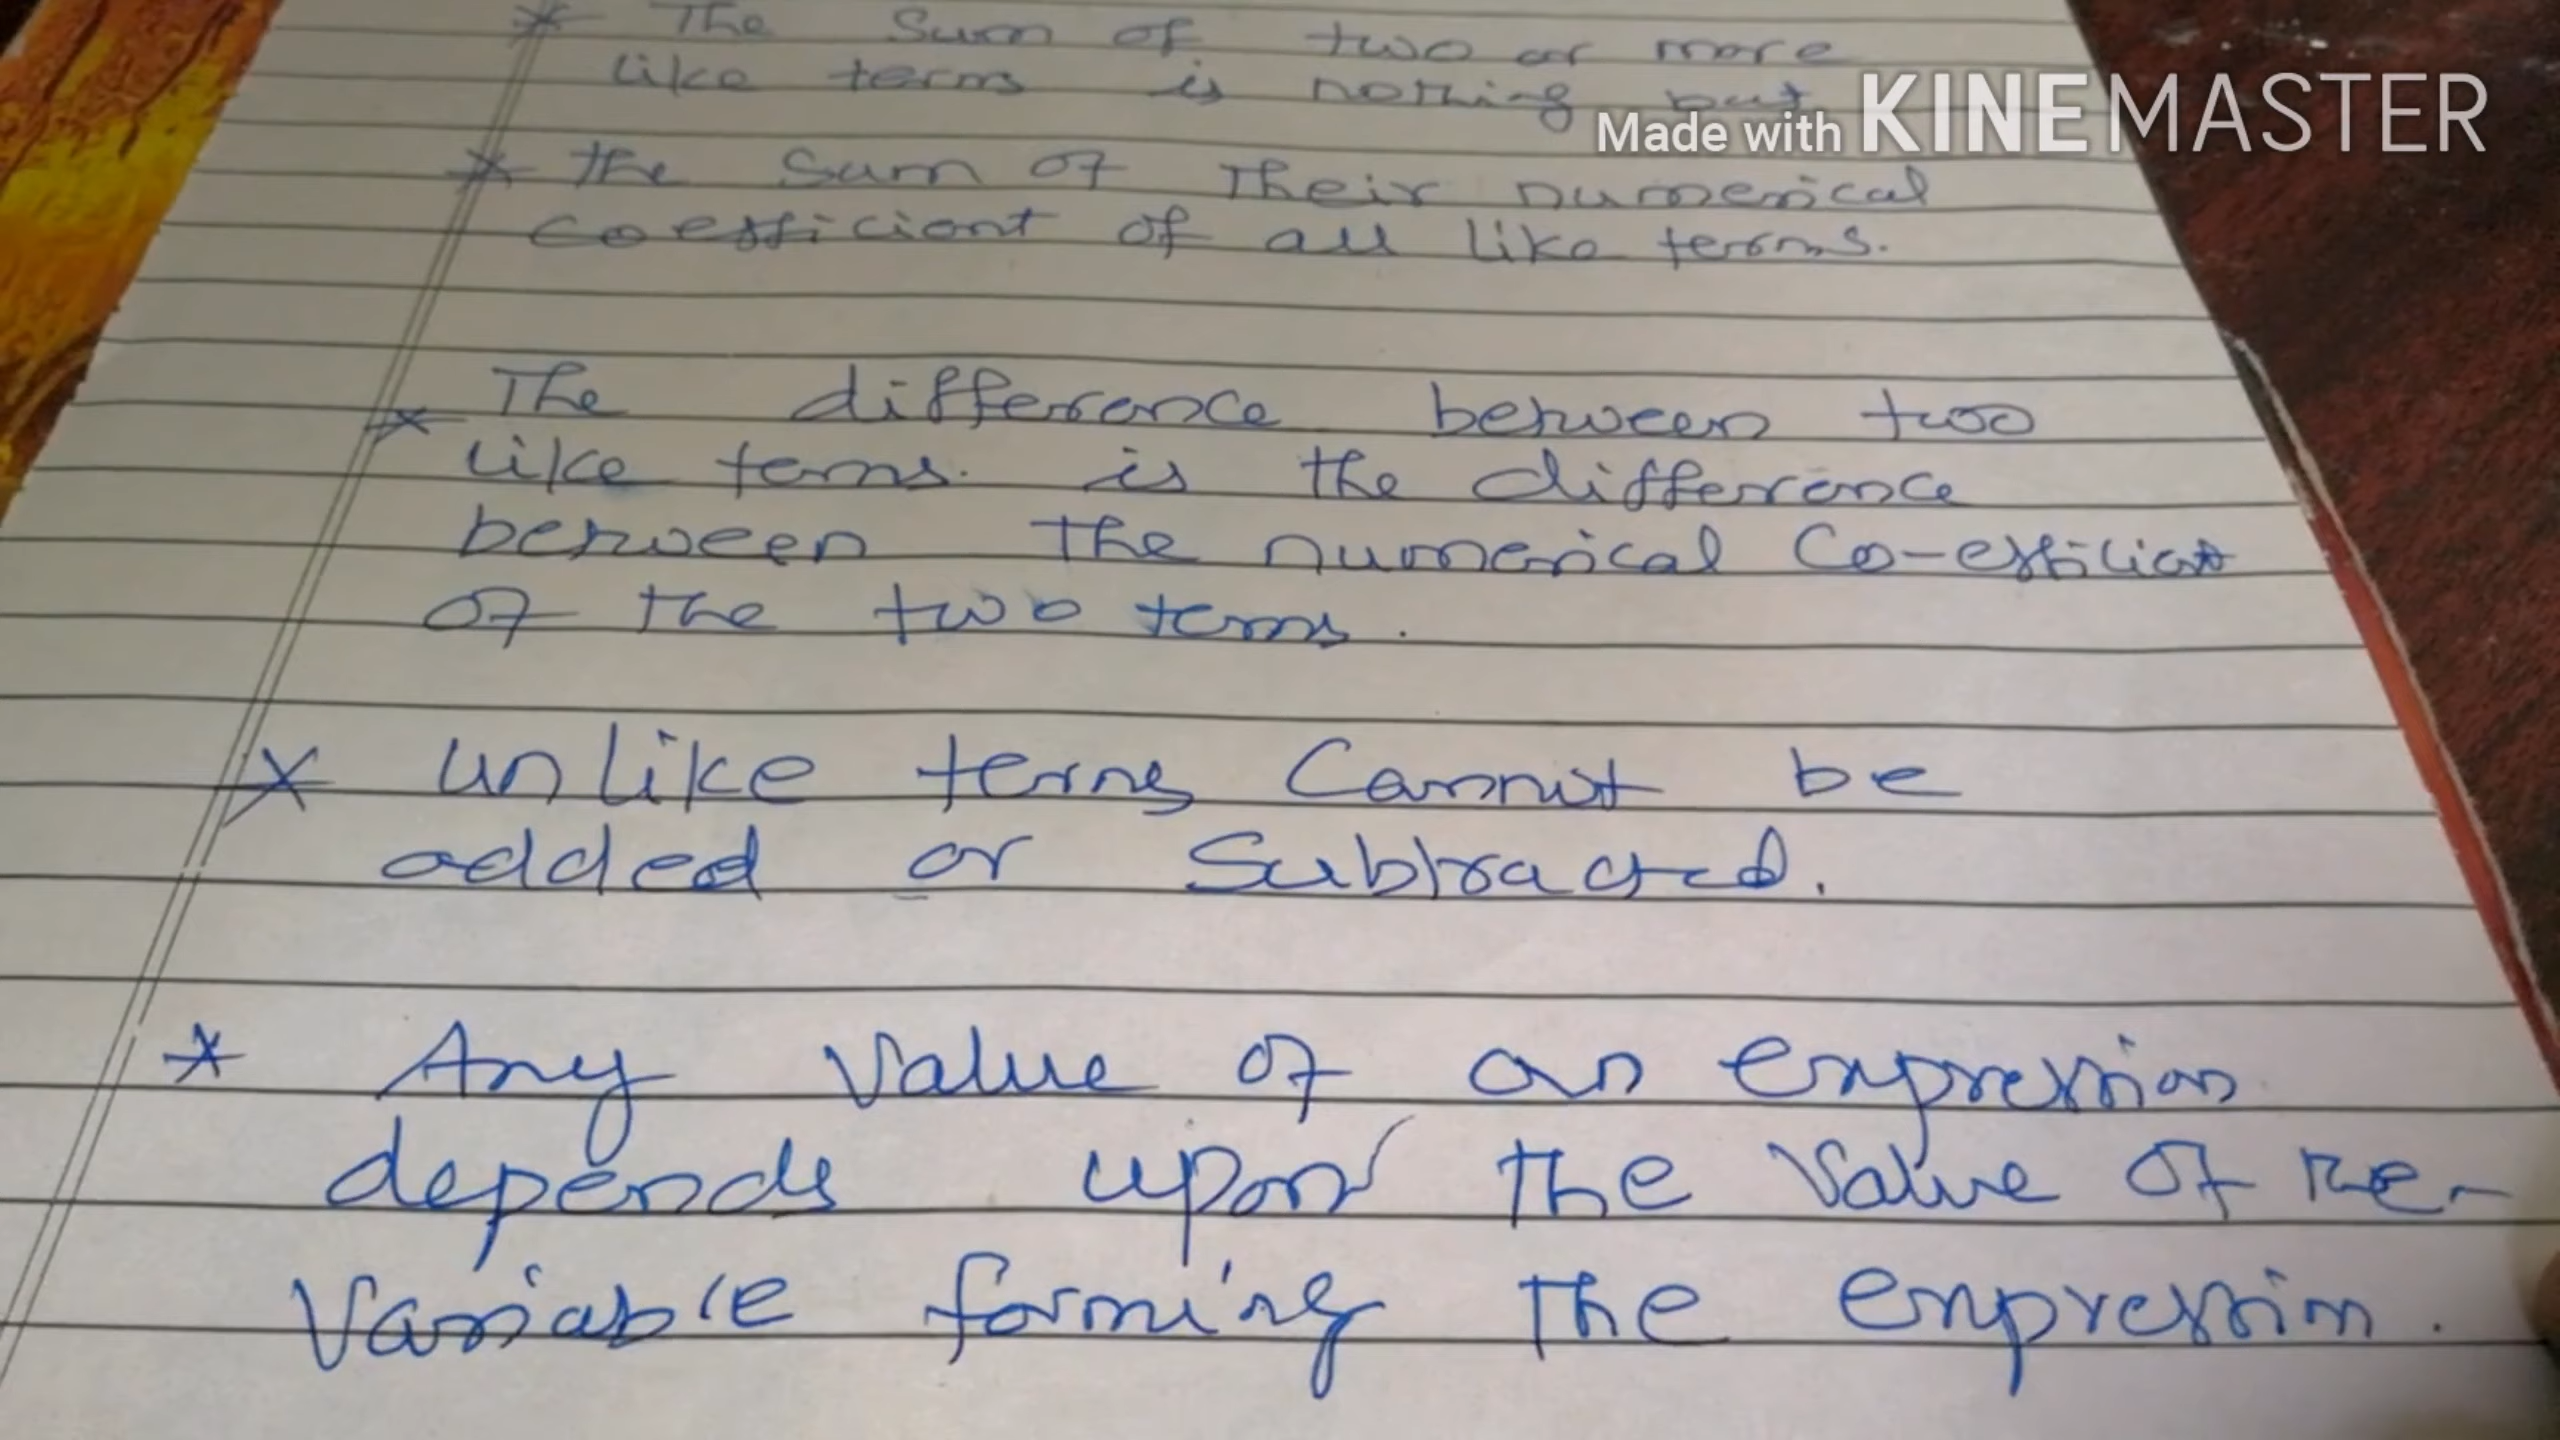 * The Sum of two or more
like terms is nothing but
Made with KINEMASTER
* the Sum of Their numerical
coefficient of all like terms.
* The difference between two
like terms. is the difference
between The numerical Co-efficient
of the two terms.
* unlike terms Cannot be
added or Subtracted.
* Any Value of an expression
depends upon the Value of the-
Variable forming the expression.